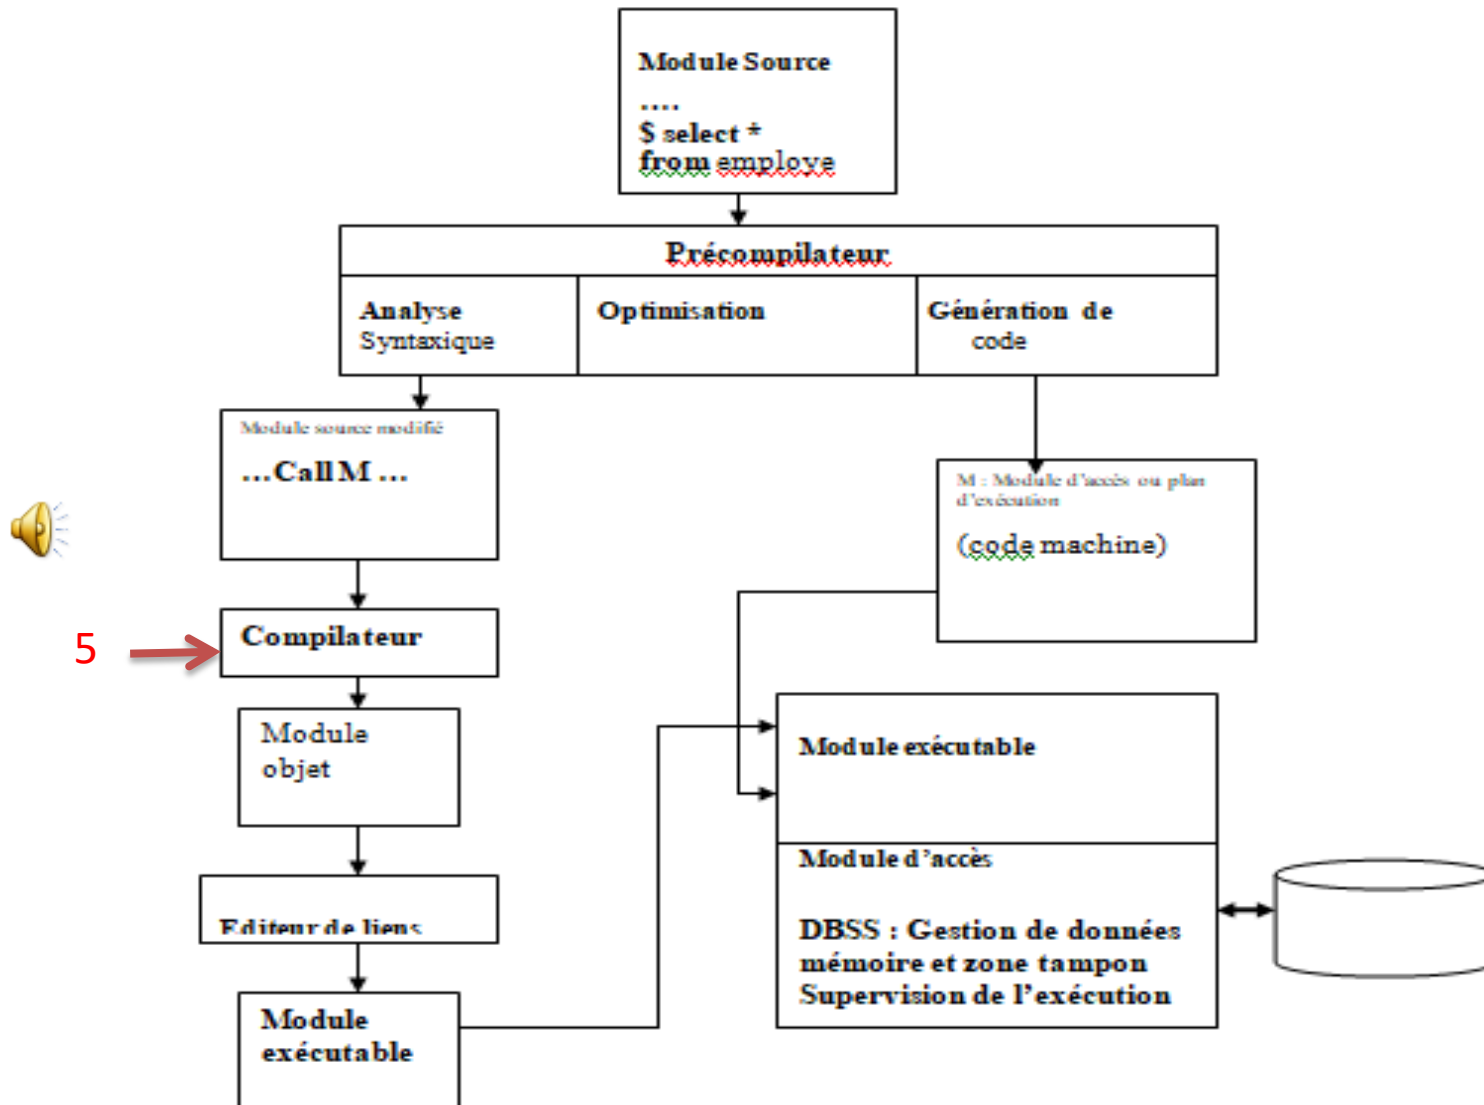 Module Source
....
$ select *
from employe
Précompilateur
Analyse
Syntaxique
Optimisation
Génération de
code
Module source modifié
...Call M ...
M : Module d'accès ou plan
d'exécution
(code machine)
5
Compilateur
Module
objet
Module exécutable
Module d'accès
DBSS : Gestion de données
mémoire et zone tampon
Supervision de l'exécution
Editeur de liens
Module
exécutable